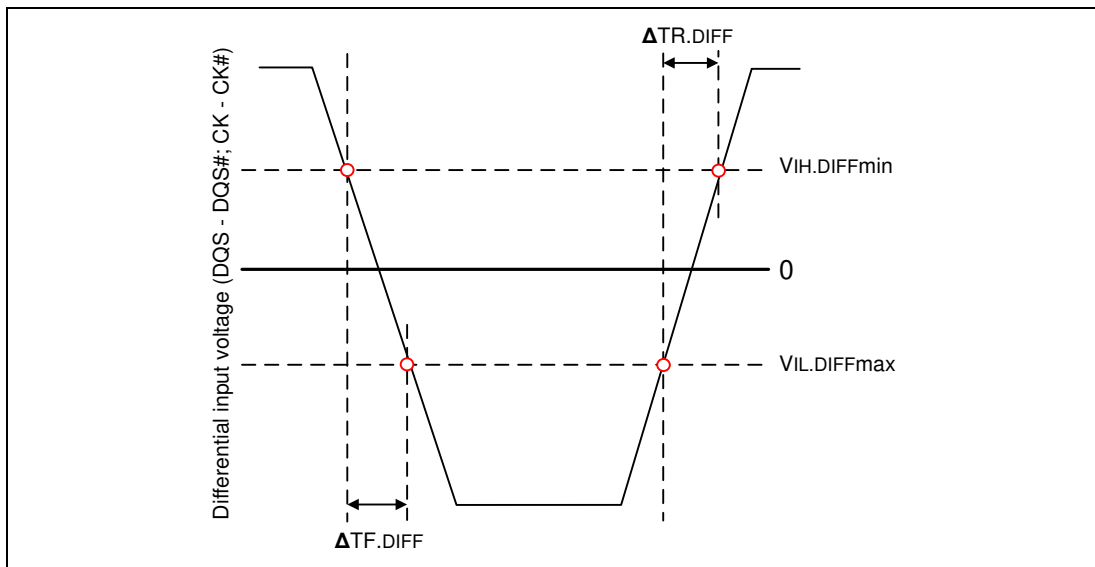 Differential input voltage (DQS - DQS#; CK - CK#)
ΔTR.DIFF
VIH.DIFFmin
0
VIL.DIFFmax
ΔTF.DIFF